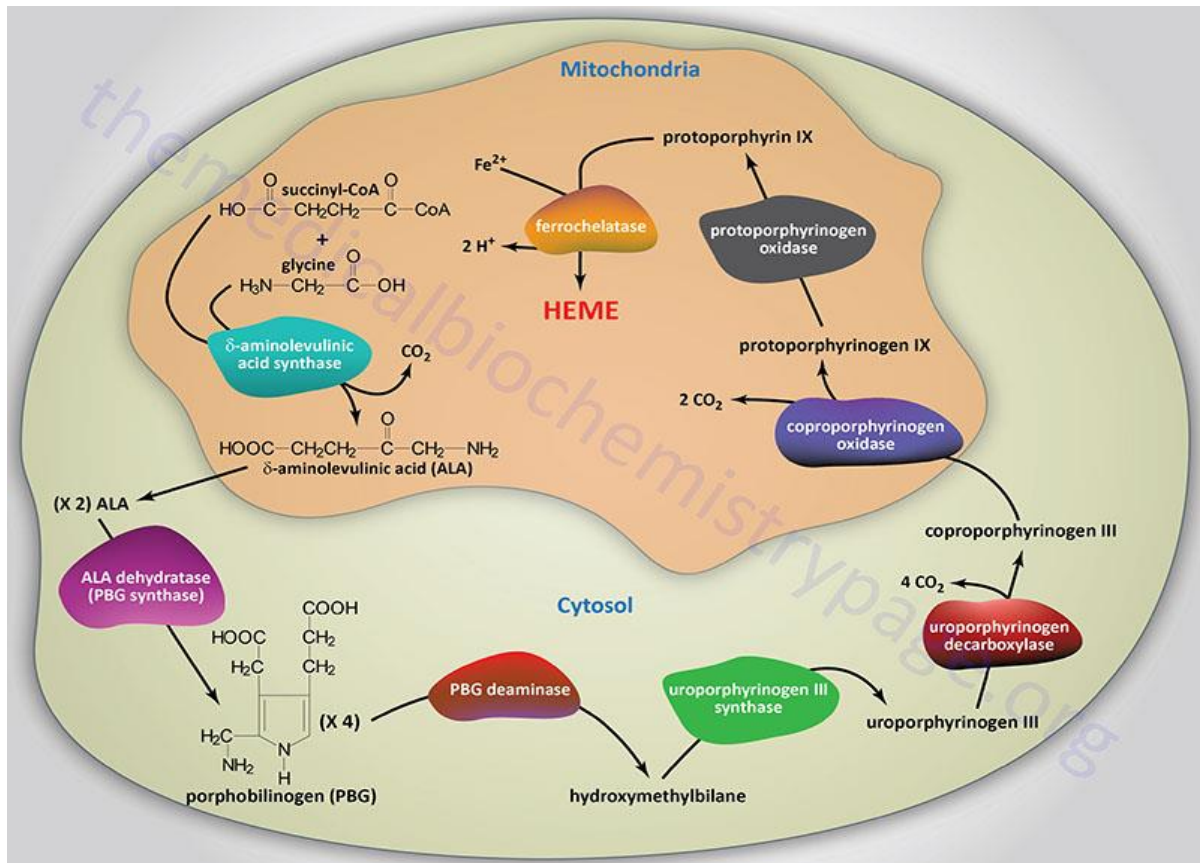 Mitochondria
protoporphyrin IX
Fe²⁺
O
O
succinyl-CoA
HO
C
CH₂CH₂
C
CoA
+
glycine
O
H₃N
CH₂
C
OH
ferrochelatase
2 H⁺
HEME
protoporphyrinogen
oxidase
δ-aminolevulinic
acid synthase
CO₂
protoporphyrinogen IX
2 CO₂
coproporphyrinogen
oxidase
O
HOOC
CH₂CH₂
C
CH₂
NH₂
δ-aminolevulinic acid (ALA)
(X 2) ALA
coproporphyrinogen III
ALA dehydratase
(PBG synthase)
4 CO₂
Cytosol
uroporphyrinogen
decarboxylase
COOH
HOOC
CH₂
CH₂
CH₂
PBG deaminase
uroporphyrinogen III
synthase
(X 4)
uroporphyrinogen III
H₂C
NH₂
N
H
porphobilinogen (PBG)
hydroxymethylbilane
themedicalbiochemistrypage.org